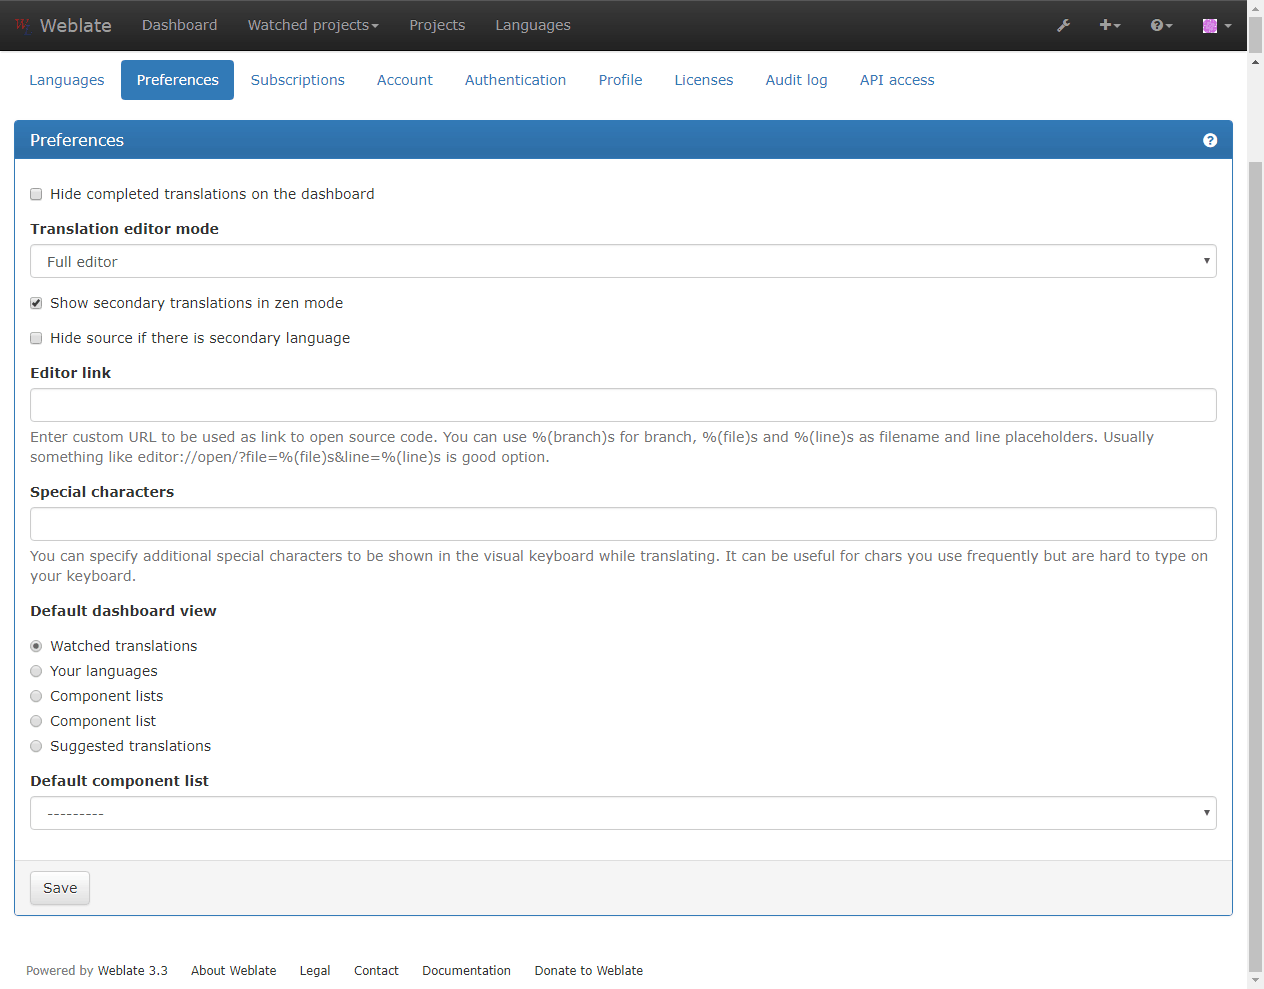 Weblate Dashboard Watched projects Projects Languages
Languages Preferences Subscriptions Account Authentication Profile Licenses Audit log API access
Preferences
Hide completed translations on the dashboard
Translation editor mode
Full editor
Show secondary translations in zen mode
Hide source if there is secondary language
Editor link
Enter custom URL to be used as link to open source code. You can use %(branch)s for branch, %(file)s and %(line)s as filename and line placeholders. Usually
something like editor://open/?file=%(file)s&line=%(line)s is good option.
Special characters
You can specify additional special characters to be shown in the visual keyboard while translating. It can be useful for chars you use frequently but are hard to type on
your keyboard.
Default dashboard view
Watched translations
Your languages
Component lists
Component list
Suggested translations
Default component list
---------
Save
Powered by Weblate 3.3 About Weblate Legal Contact Documentation Donate to Weblate